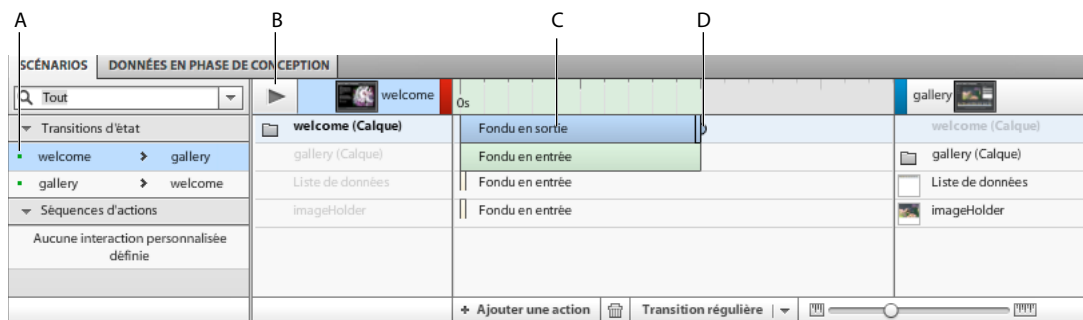 A B C D
SCÉNARIOS DONNÉES EN PHASE DE CONCEPTION
Tout
welcome
0s
gallery
Transitions d'état
welcome gallery
gallery welcome
Séquences d'actions
Aucune interaction personnalisée
définie
welcome (Calque)
gallery (Calque)
Liste de données
imageHolder
Fondu en sortie
Fondu en entrée
Fondu en entrée
Fondu en entrée
welcome (Calque)
gallery (Calque)
Liste de données
imageHolder
+ Ajouter une action Transition régulière